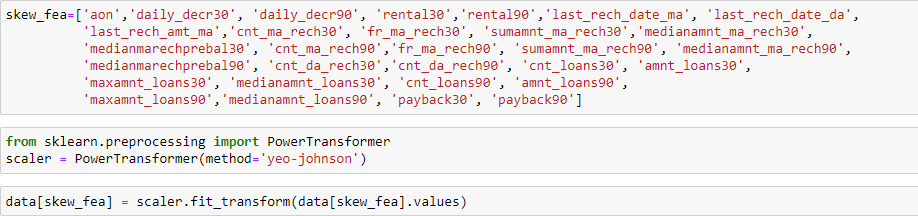 skew_fea=['aon','daily_decr30', 'daily_decr90', 'rental30','rental90','last_rech_date_ma', 'last_rech_date_da',
'last_rech_amt_ma','cnt_ma_rech30', 'fr_ma_rech30', 'sumamnt_ma_rech30','medianamnt_ma_rech30',
'medianmarechprebal30', 'cnt_ma_rech90','fr_ma_rech90', 'sumamnt_ma_rech90', 'medianamnt_ma_rech90',
'medianmarechprebal90', 'cnt_da_rech30','cnt_da_rech90', 'cnt_loans30', 'amnt_loans30',
'maxamnt_loans30', 'medianamnt_loans30', 'cnt_loans90', 'amnt_loans90',
'maxamnt_loans90','medianamnt_loans90', 'payback30', 'payback90']
from sklearn.preprocessing import PowerTransformer
scaler = PowerTransformer(method='yeo-johnson')
data[skew_fea] = scaler.fit_transform(data[skew_fea].values)